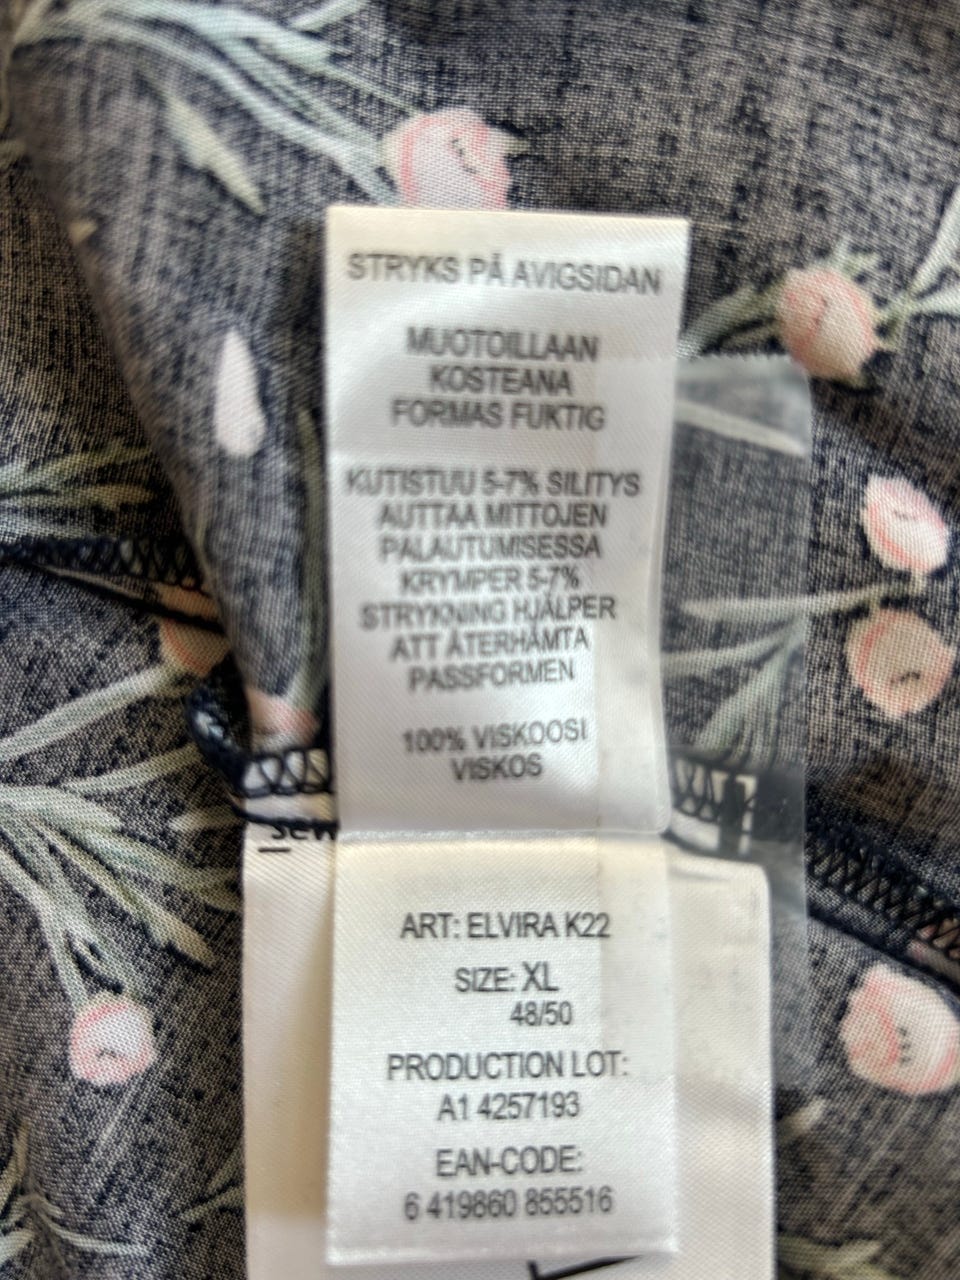 STRYKS PÅ AVIGSIDAN
MUOTOILLAAN
KOSTEANA
FORMAS FUKTIG
KUTISTUU 5-7% SILITYS
AUTTAA MITTOJEN
PALAUTUMISESSA
KRYMPER 5-7%
STRYKNING HJÄLPER
ATT ÅTERHÄMTA
PASSFORMEN
100% VISKOOSI
VISKOS
ART: ELVIRA K22
SIZE: XL
48/50
PRODUCTION LOT:
A1 4257193
EAN-CODE:
6 419860 855516